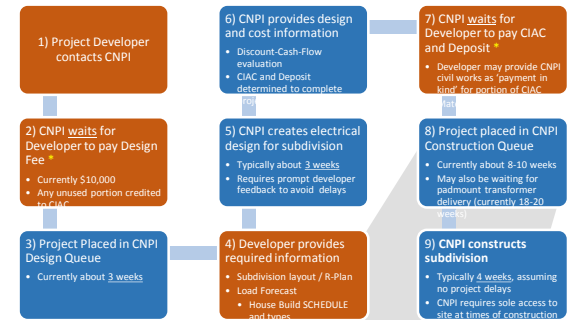 1) Project Developer
contacts CNPI
2) CNPI waits for
Developer to pay Design
Fee *
• Currently $10,000
• Any unused portion credited
to CIAC
3) Project Placed in CNPI
Design Queue
• Currently about 3 weeks
4) Developer provides
required information
• Subdivision layout / R-Plan
• Load Forecast
• House Build SCHEDULE
and types
5) CNPI creates electrical
design for subdivision
• Typically about 3 weeks
• Requires prompt developer
feedback to avoid delays
6) CNPI provides design
and cost information
• Discount-Cash-Flow
evaluation
• CIAC and Deposit
determined to complete
7) CNPI waits for
Developer to pay CIAC
and Deposit *
• Developer may provide CNPI
civil works as 'payment in
kind' for portion of CIAC
8) Project placed in CNPI
Construction Queue
• Currently about 8-10 weeks
• May also be waiting for
padmount transformer
delivery (currently 18-20
weeks)
9) CNPI constructs
subdivision
• Typically 4 weeks, assuming
no project delays
• CNPI requires sole access to
site at times of construction